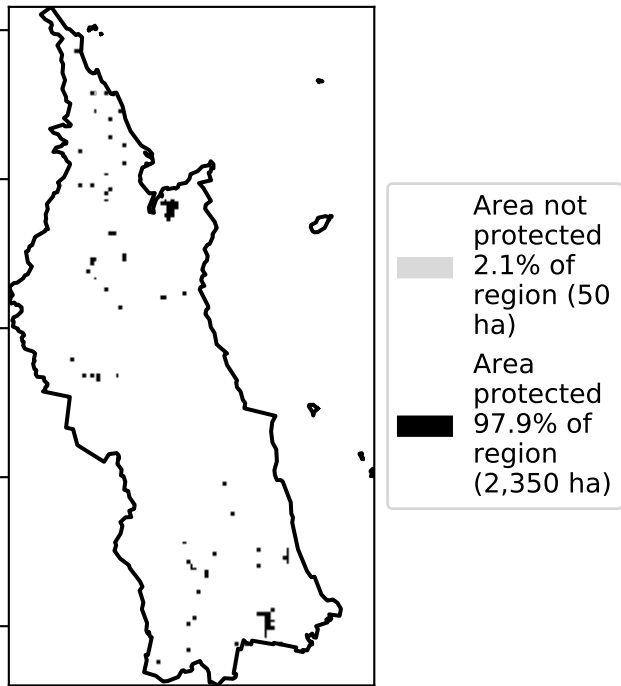 Area not
protected
2.1% of
region (50
ha)
Area
protected
97.9% of
region
(2,350 ha)